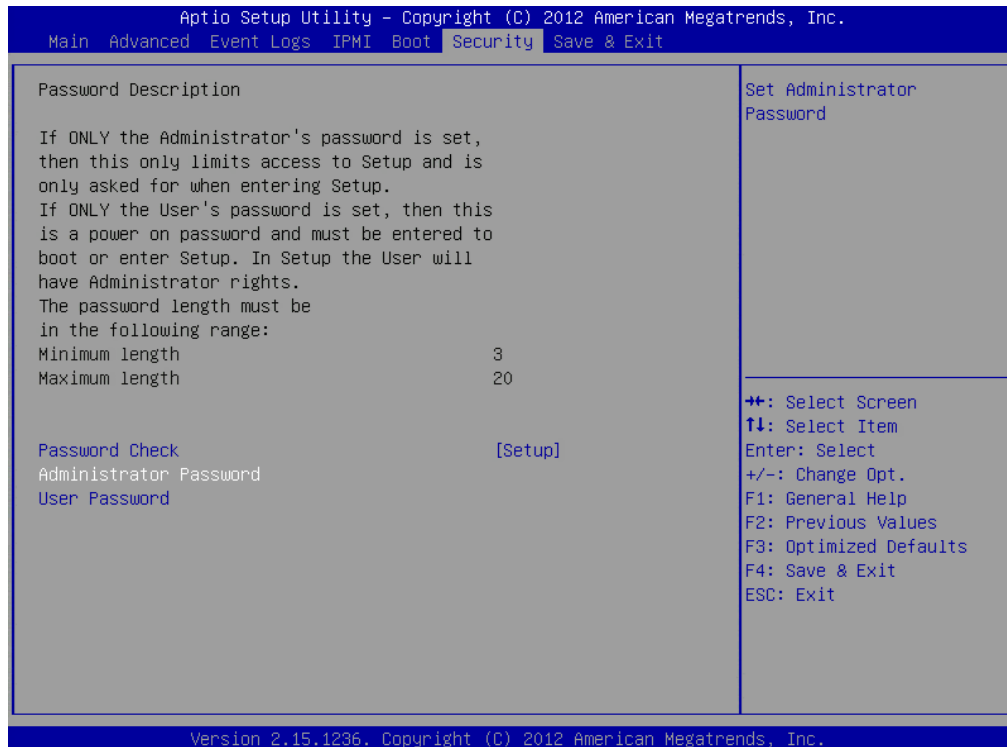 Aptio Setup Utility – Copyright (C) 2012 American Megatrends, Inc.
Main Advanced Event Logs IPMI Boot Security Save & Exit
Password Description
If ONLY the Administrator's password is set,
then this only limits access to Setup and is
only asked for when entering Setup.
If ONLY the User's password is set, then this
is a power on password and must be entered to
boot or enter Setup. In Setup the User will
have Administrator rights.
The password length must be
in the following range:
Minimum length 3
Maximum length 20
Password Check [Setup]
Administrator Password
User Password
Set Administrator
Password
→←: Select Screen
↑↓: Select Item
Enter: Select
+/-: Change Opt.
F1: General Help
F2: Previous Values
F3: Optimized Defaults
F4: Save & Exit
ESC: Exit
Version 2.15.1236. Copyright (C) 2012 American Megatrends, Inc.